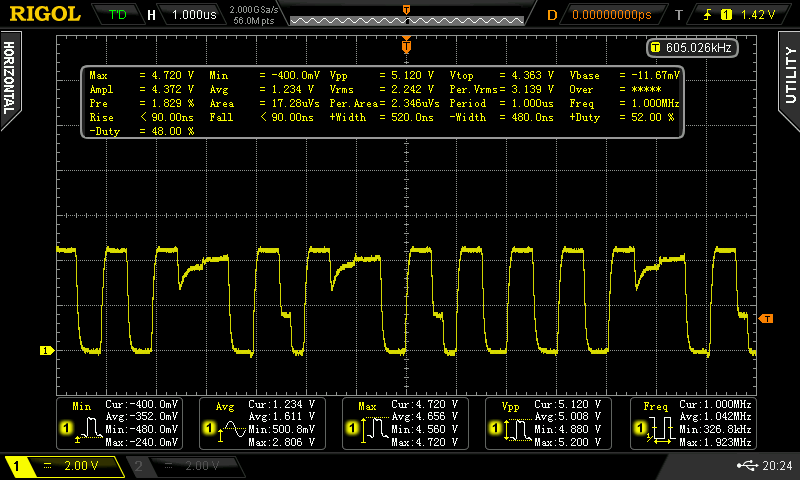 RIGOL T'D H 1.000us 2.000GSa/s 56.0M pts D 0.00000000ps T 1 1.42 V
HORIZONTAL
UTILITY
T
T 605.026kHz
Max = 4.720 V Min = -400.0mV Vpp = 5.120 V Vtop = 4.363 V Vbase = -11.67mV
Ampl = 4.372 V Avg = 1.234 V Vrms = 2.242 V Per.Vrms= 3.139 V Over = *****
Pre = 1.829 % Area = 17.28uVs Per.Area= 2.346uVs Period = 1.000us Freq = 1.000MHz
Rise < 90.00ns Fall < 90.00ns +Width = 520.0ns -Width = 480.0ns +Duty = 52.00 %
-Duty = 48.00 %
T
1
Min Cur:-400.0mV Avg:-352.0mV Min:-480.0mV Max:-240.0mV
1
Avg Cur:1.234 V Avg:1.611 V Min:500.8mV Max:2.806 V
1
Max Cur:4.720 V Avg:4.656 V Min:4.560 V Max:4.720 V
1
Vpp Cur:5.120 V Avg:5.008 V Min:4.880 V Max:5.200 V
1
Freq Cur:1.000MHz Avg:1.042MHz Min:326.8kHz Max:1.923MHz
1
1 2.00 V 2 2.00 V 20:24